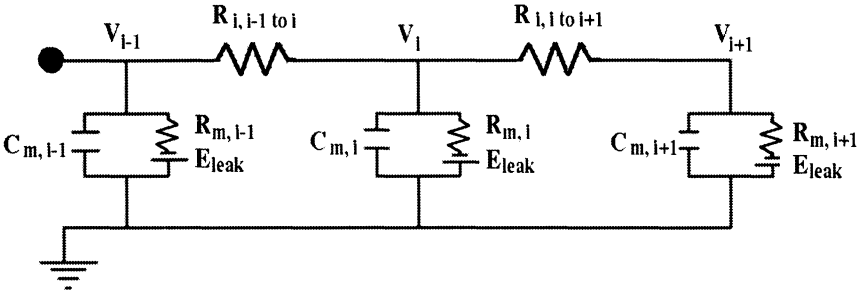 V i-1
R i, i-1 to i
V i
R i, i to i+1
V i+1
C m, i-1
R m, i-1
E leak
C m, i
R m, i
E leak
C m, i+1
R m, i+1
E leak